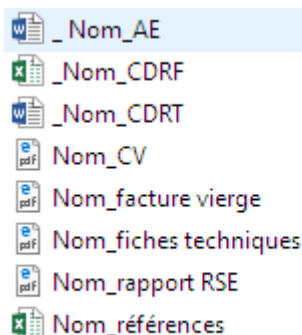 _ Nom_AE
_Nom_CDRF
_Nom_CDRT
Nom_CV
Nom_facture vierge
Nom_fiches techniques
Nom_rapport RSE
Nom_références